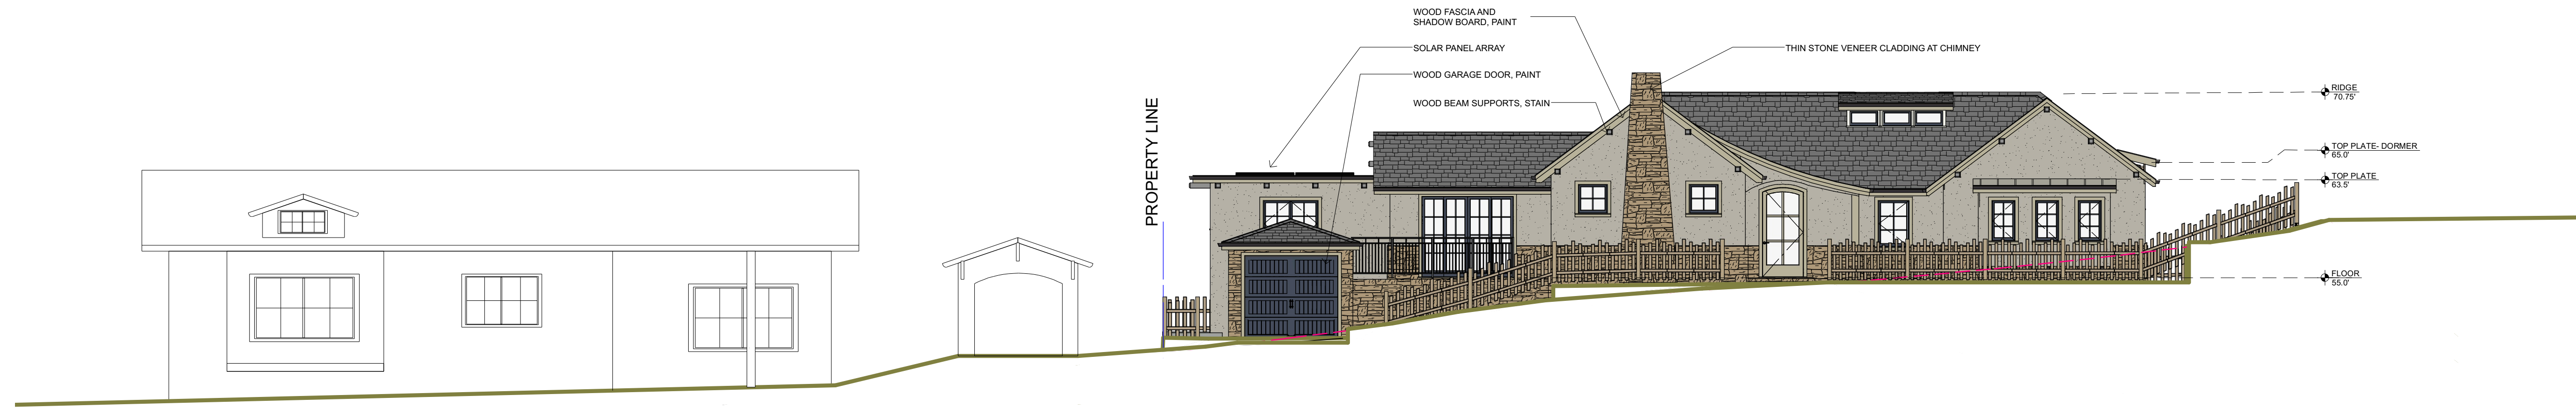 WOOD FASCIA AND
SHADOW BOARD, PAINT
SOLAR PANEL ARRAY
THIN STONE VENEER CLADDING AT CHIMNEY
WOOD GARAGE DOOR, PAINT
WOOD BEAM SUPPORTS, STAIN
PROPERTY LINE
RIDGE
70.75'
TOP PLATE- DORMER
65.0'
TOP PLATE
63.5'
FLOOR
55.0'